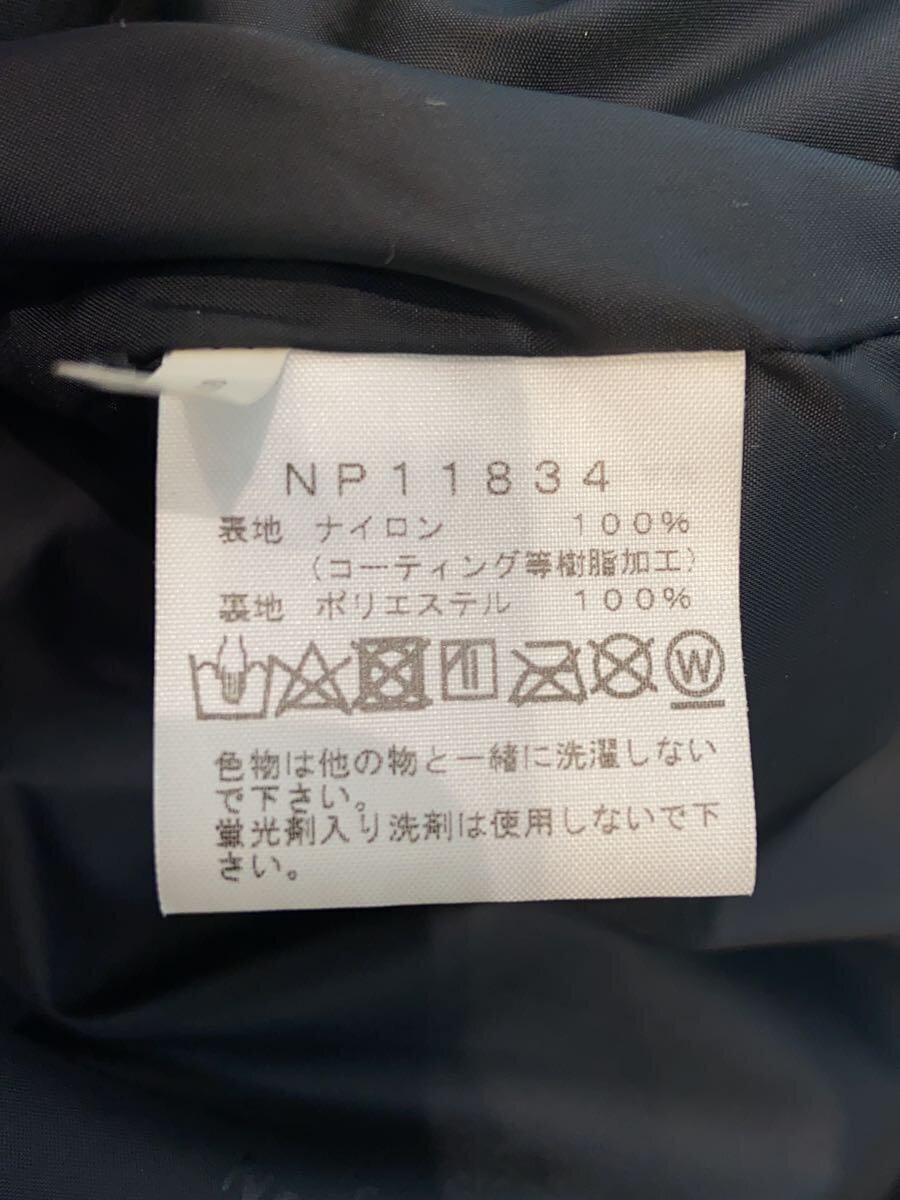 NP11834
表地 ナイロン 100%
(コーティング等樹脂加工)
裏地 ポリエステル 100%
W
色物は他の物と一緒に洗濯しない
で下さい。
蛍光剤入り洗剤は使用しないで下
さい。